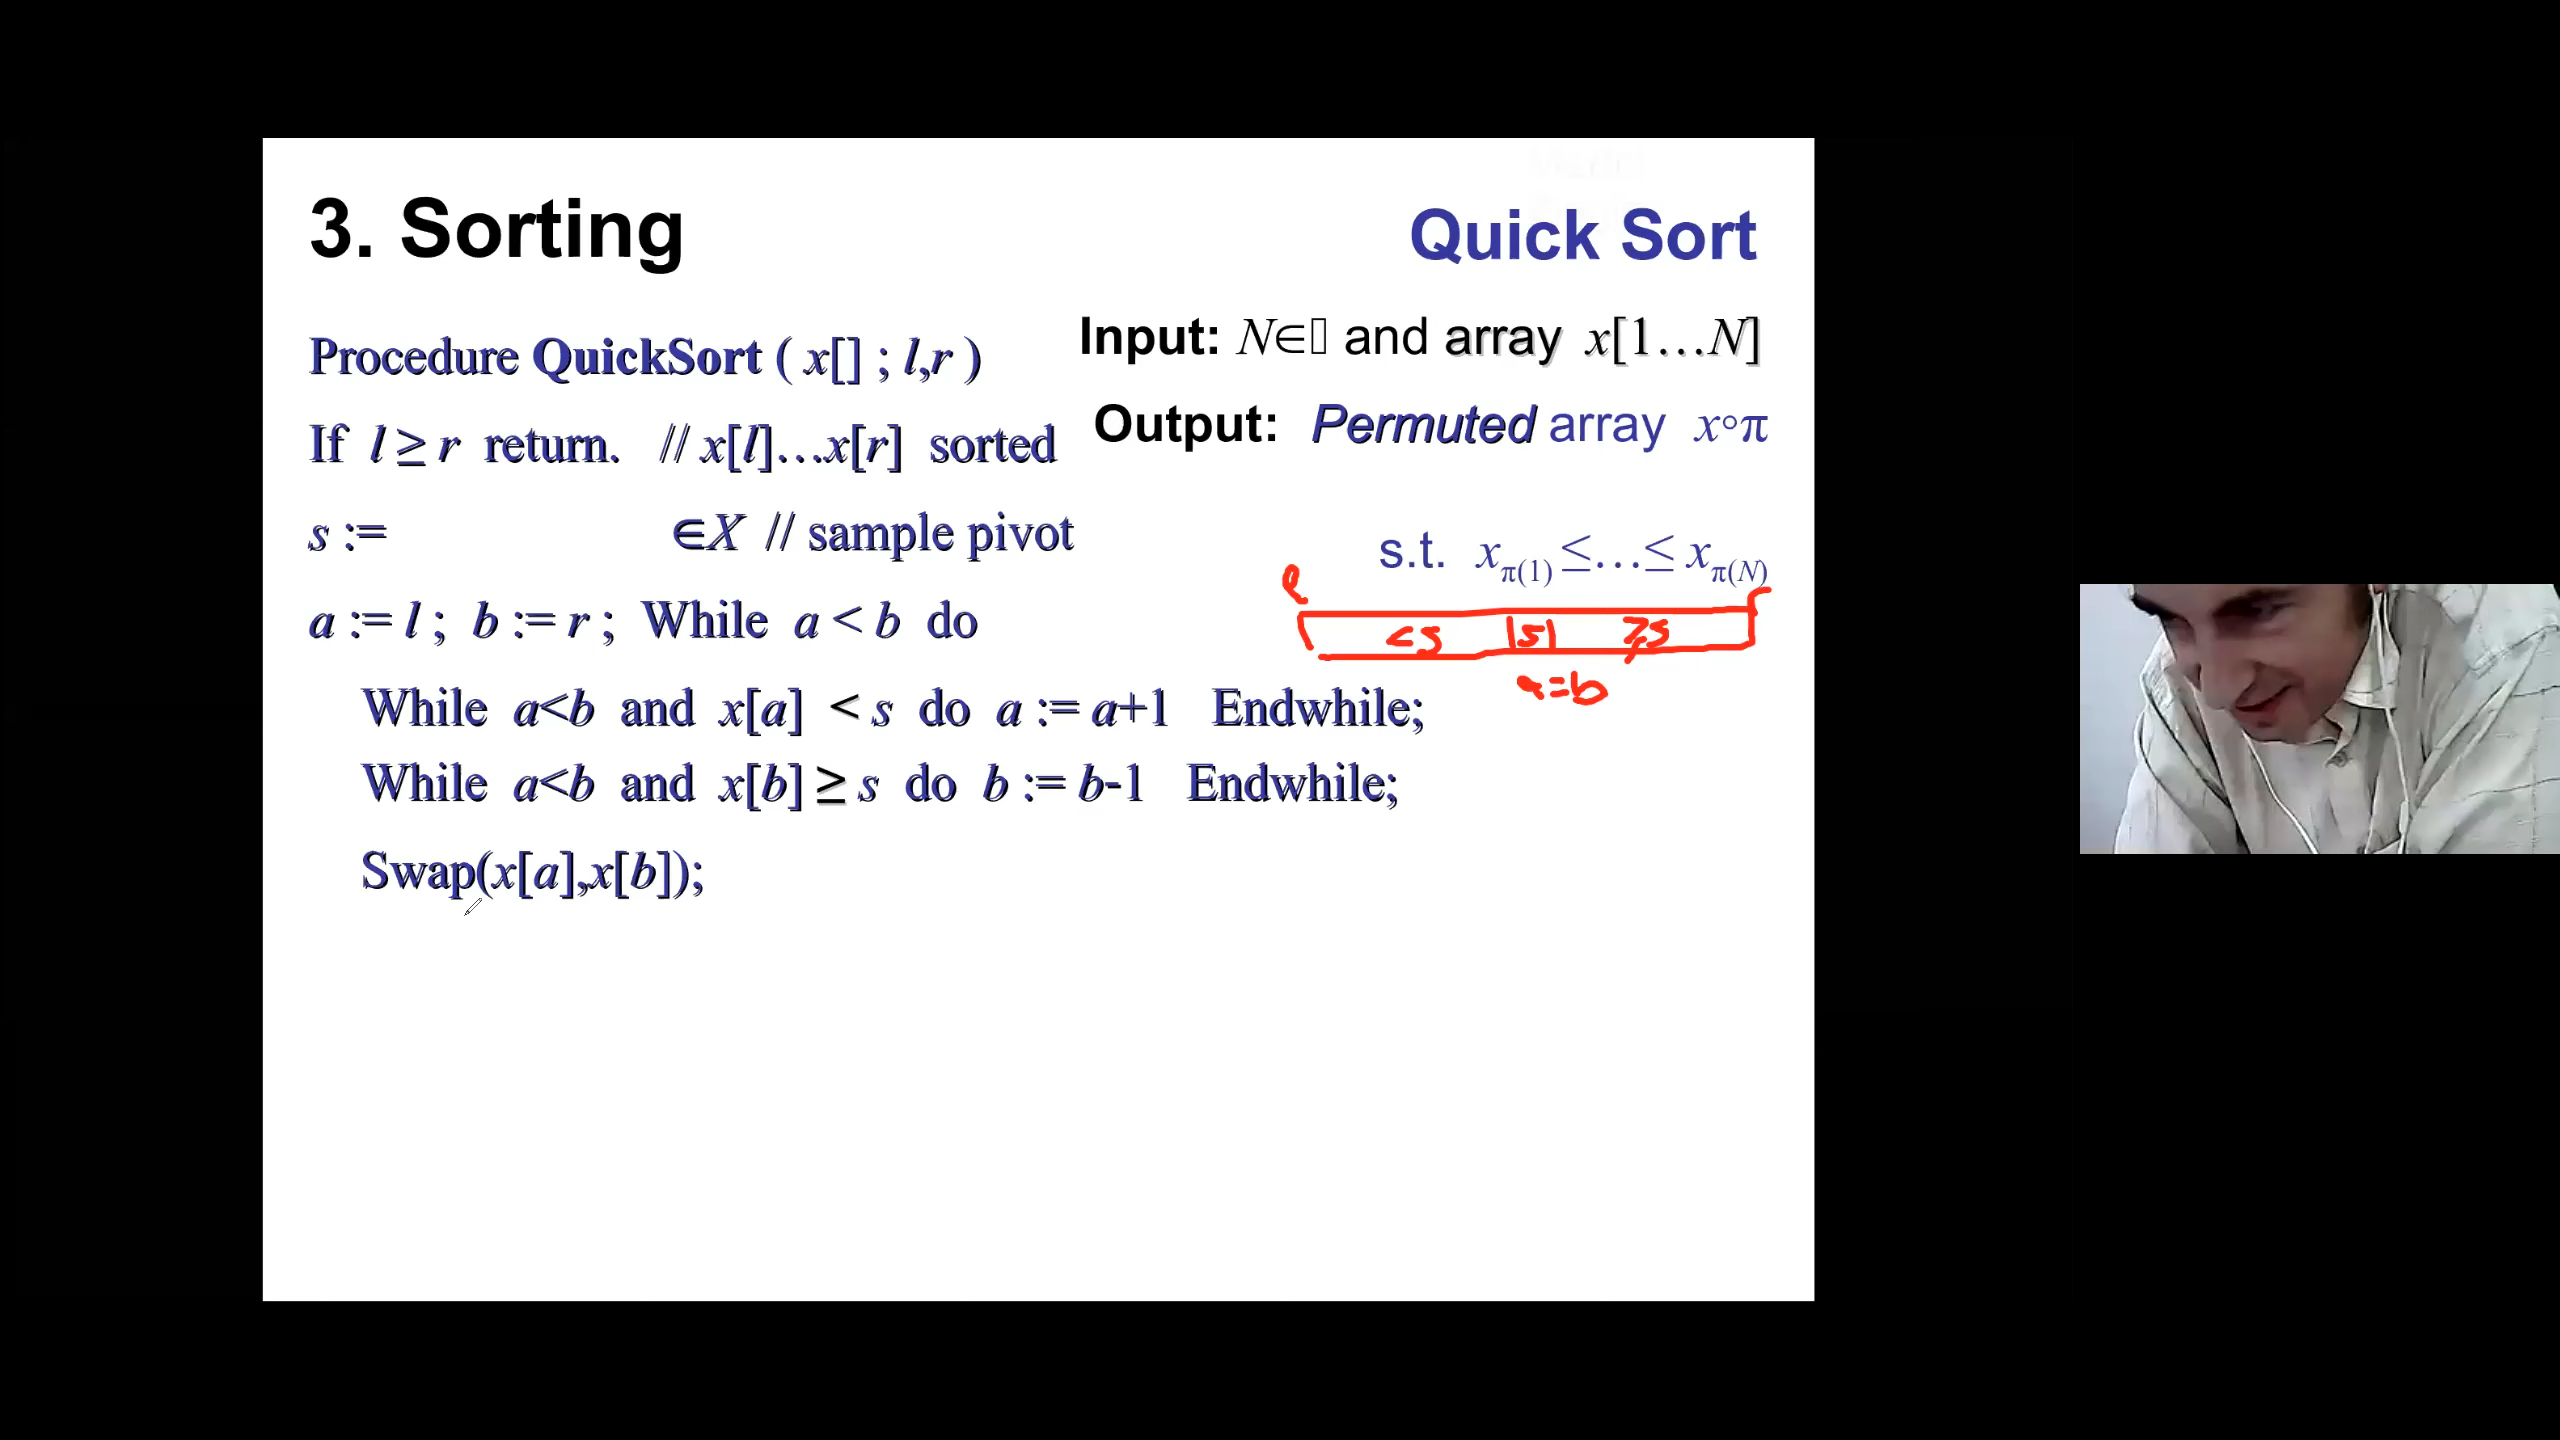 3. Sorting
Quick Sort
Input: N∈▯ and array x[1…N]
Output: Permuted array x∘π
s.t. xπ(1) ≤…≤ xπ(N)
Procedure QuickSort ( x[] ; l,r )
If l ≥ r return. // x[l]…x[r] sorted
s := ∈X // sample pivot
a := l ; b := r ; While a < b do
While a<b and x[a] < s do a := a+1 Endwhile;
While a<b and x[b] ≥ s do b := b-1 Endwhile;
Swap(x[a],x[b]);
l r
<s |s| ≥s
a=b